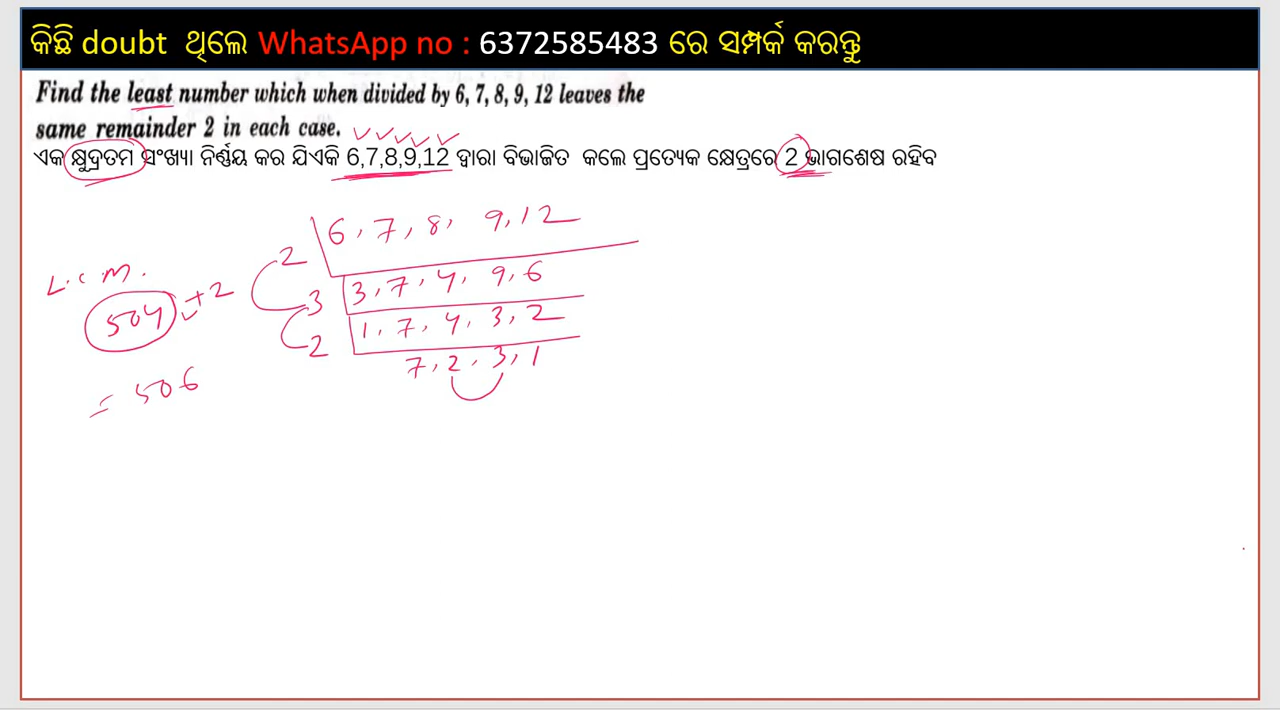 କିଛି doubt ଥିଲେ WhatsApp no : 6372585483 ରେ ସମ୍ପର୍କ କରନ୍ତୁ
Find the least number which when divided by 6, 7, 8, 9, 12 leaves the
same remainder 2 in each case.
ଏକ କ୍ଷୁଦ୍ରତମ ସଂଖ୍ୟା ନିର୍ଣ୍ଣୟ କର ଯିଏକି 6,7,8,9,12 ଦ୍ୱାରା ବିଭାଜିତ କଲେ ପ୍ରତ୍ୟେକ କ୍ଷେତ୍ରରେ 2 ଭାଗଶେଷ ରହିବ
6, 7, 8, 9, 12
2
3, 7, 4, 9, 6
3
1, 7, 4, 3, 2
2
7, 2, 3, 1
L.C.M.
504 + 2
= 506